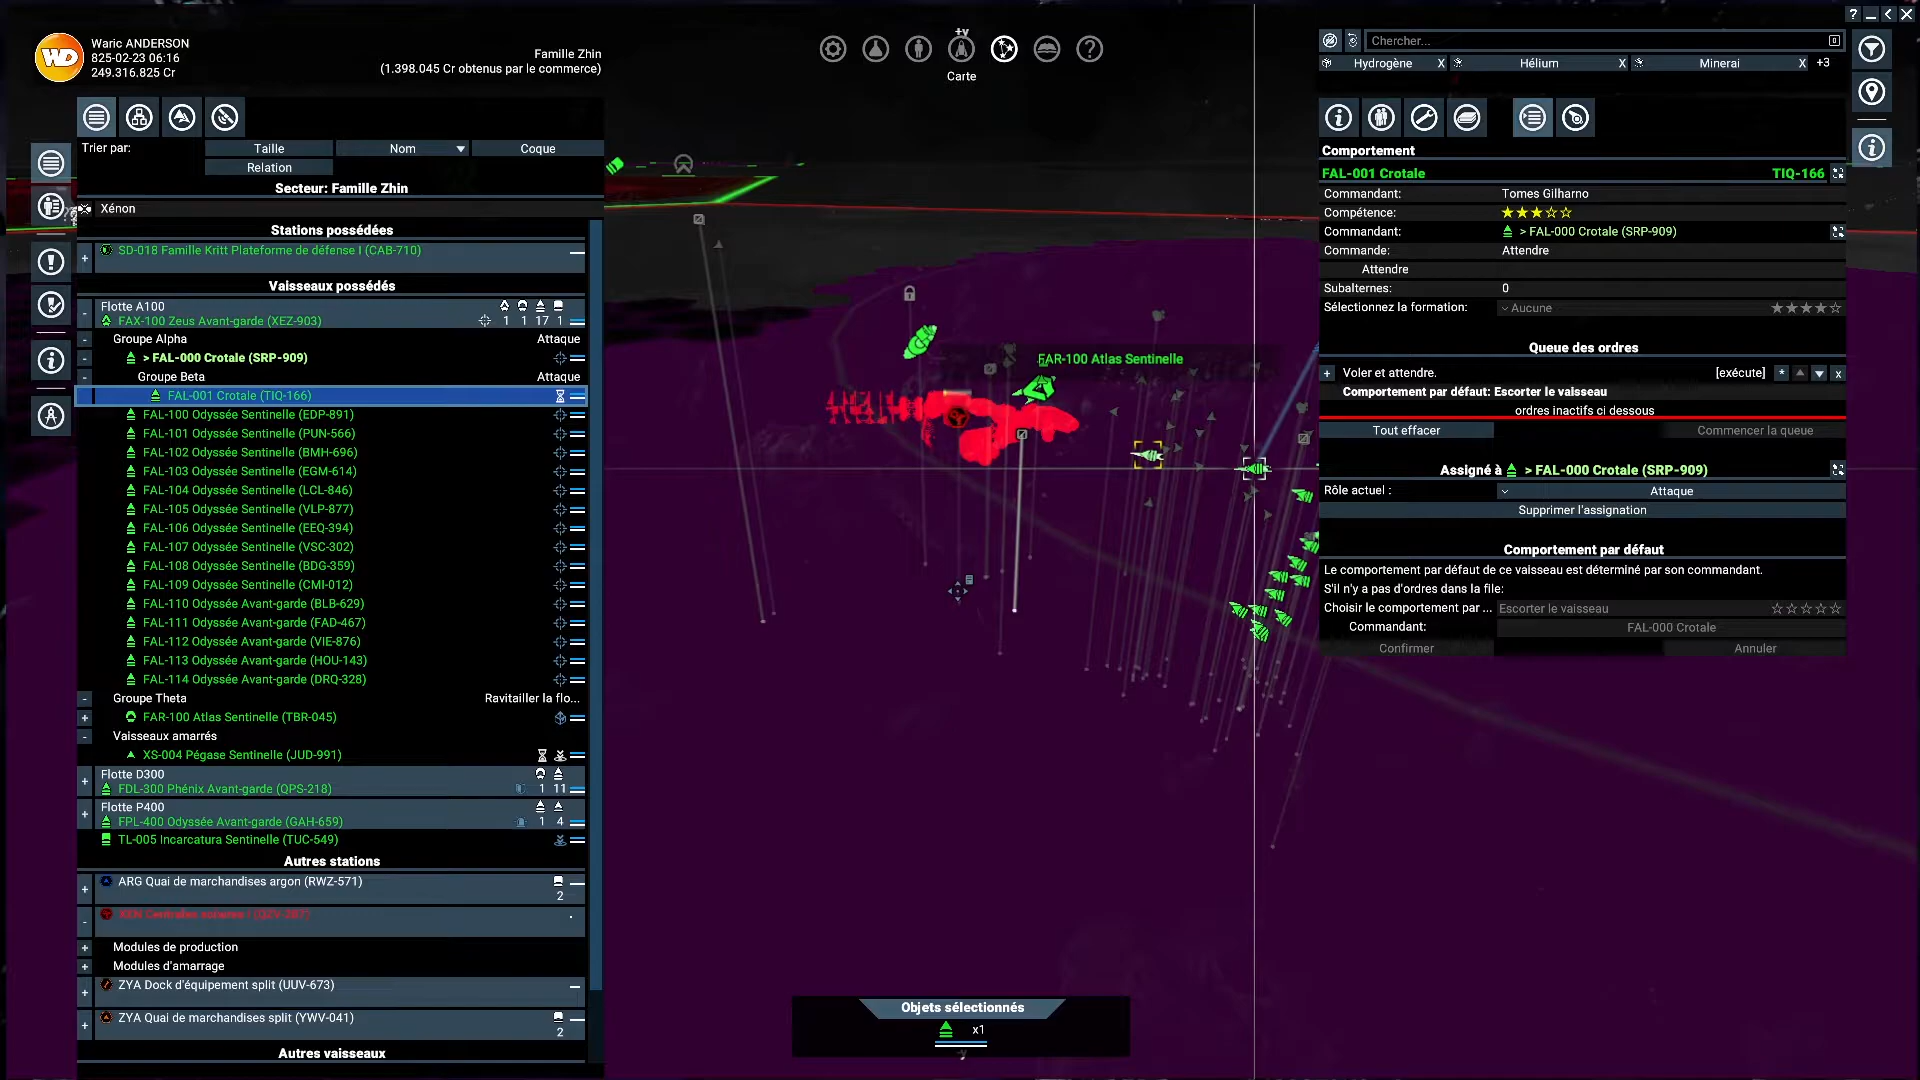 WD
Waric ANDERSON
825-02-23 06:16
249.316.825 Cr
Famille Zhin
(1.398.045 Cr obtenus par le commerce)
Trier par:
Taille
Nom
Coque
Relation
Secteur: Famille Zhin
Xénon
Stations possédées
SD-018 Famille Kritt Plateforme de défense I (CAB-710)
Vaisseaux possédés
Flotte A100
FAX-100 Zeus Avant-garde (XEZ-903)
1 1 17 1
Groupe Alpha
Attaque
> FAL-000 Crotale (SRP-909)
Groupe Beta
Attaque
FAL-001 Crotale (TIQ-166)
FAL-100 Odyssée Sentinelle (EDP-891)
FAL-101 Odyssée Sentinelle (PUN-566)
FAL-102 Odyssée Sentinelle (BMH-696)
FAL-103 Odyssée Sentinelle (EGM-614)
FAL-104 Odyssée Sentinelle (LCL-846)
FAL-105 Odyssée Sentinelle (VLP-877)
FAL-106 Odyssée Sentinelle (EEQ-394)
FAL-107 Odyssée Sentinelle (VSC-302)
FAL-108 Odyssée Sentinelle (BDG-359)
FAL-109 Odyssée Sentinelle (CMI-012)
FAL-110 Odyssée Avant-garde (BLB-629)
FAL-111 Odyssée Avant-garde (FAD-467)
FAL-112 Odyssée Avant-garde (VIE-876)
FAL-113 Odyssée Avant-garde (HOU-143)
FAL-114 Odyssée Avant-garde (DRQ-328)
Groupe Theta
Ravitailler la flo...
FAR-100 Atlas Sentinelle (TBR-045)
Vaisseaux amarrés
XS-004 Pégase Sentinelle (JUD-991)
Flotte D300
FDL-300 Phénix Avant-garde (QPS-218)
1 11
Flotte P400
FPL-400 Odyssée Avant-garde (GAH-659)
1 4
TL-005 Incarcatura Sentinelle (TUC-549)
Autres stations
ARG Quai de marchandises argon (RWZ-571)
2
Modules de production
Modules d'amarrage
ZYA Dock d'équipement split (UUV-673)
ZYA Quai de marchandises split (YWV-041)
2
Autres vaisseaux
+v
Carte
FAR-100 Atlas Sentinelle
Objets sélectionnés
x1
-y
Chercher...
Hydrogène X
Hélium X
Minerai X
+3
Comportement
FAL-001 Crotale
TIQ-166
Commandant:
Tomes Gilharno
Compétence:
Commandant:
> FAL-000 Crotale (SRP-909)
Commande:
Attendre
Attendre
Subalternes:
0
Sélectionnez la formation:
Aucune
Queue des ordres
+ Voler et attendre.
[exécute]
* x
Comportement par défaut: Escorter le vaisseau
ordres inactifs ci dessous
Tout effacer
Commencer la queue
Assigné à > FAL-000 Crotale (SRP-909)
Rôle actuel :
Attaque
Supprimer l'assignation
Comportement par défaut
Le comportement par défaut de ce vaisseau est déterminé par son commandant.
S'il n'y a pas d'ordres dans la file:
Choisir le comportement par ...
Escorter le vaisseau
Commandant:
FAL-000 Crotale
Confirmer
Annuler